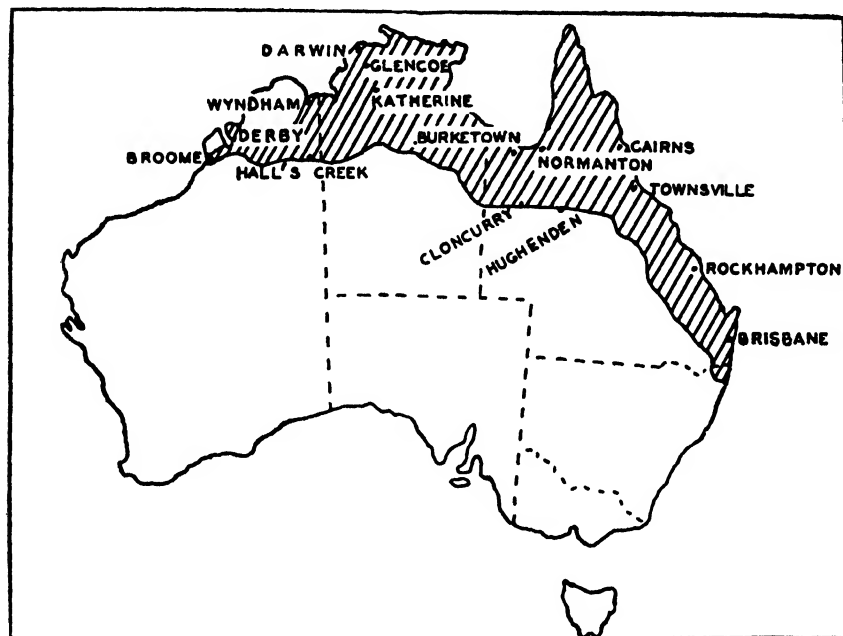 DARWIN
GLENCOE
WYNDHAM
KATHERINE
DERBY
BURKETOWN
CAIRNS
BROOME
NORMANTON
HALL'S CREEK
TOWNSVILLE
CLONCURRY
HUGHENDEN
ROCKHAMPTON
BRISBANE